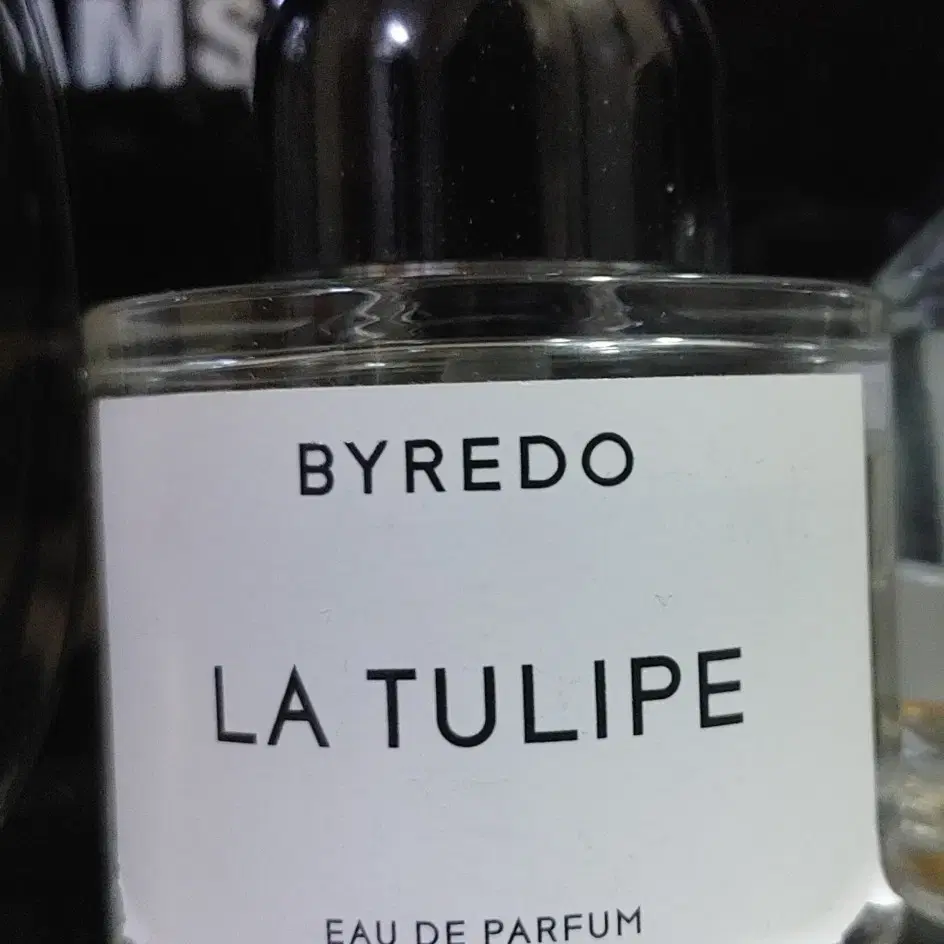 BYREDO
LA TULIPE
EAU DE PARFUM